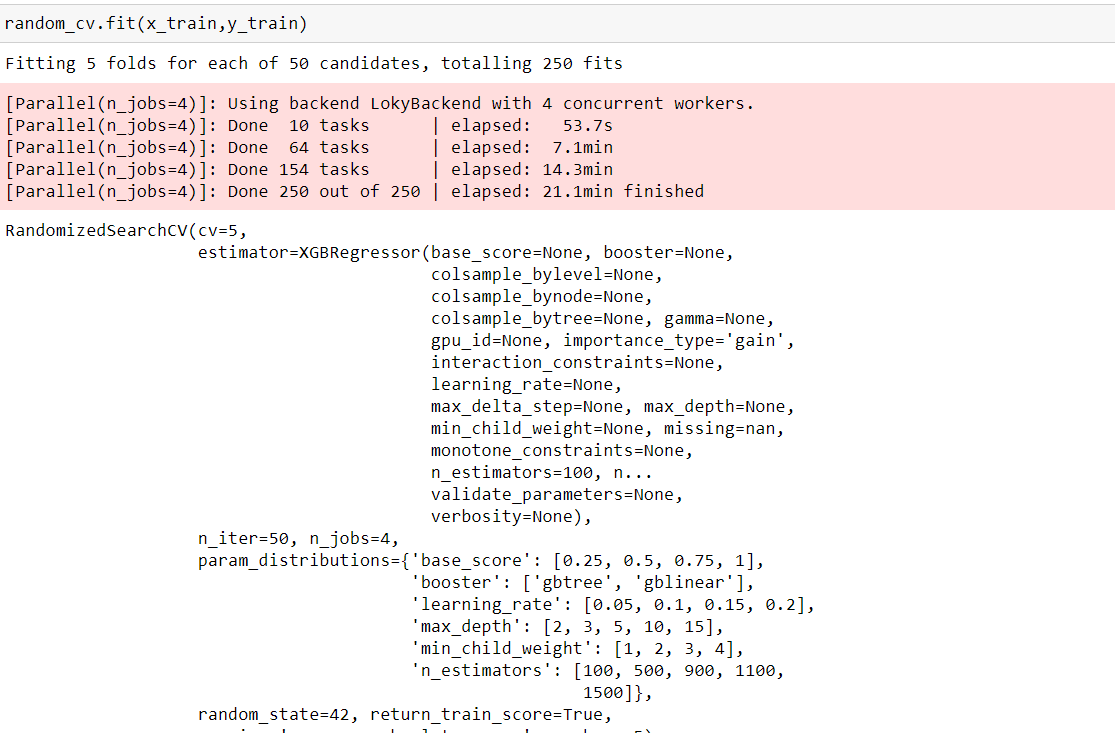 random_cv.fit(x_train,y_train)
Fitting 5 folds for each of 50 candidates, totalling 250 fits
[Parallel(n_jobs=4)]: Using backend LokyBackend with 4 concurrent workers.
[Parallel(n_jobs=4)]: Done  10 tasks      | elapsed:   53.7s
[Parallel(n_jobs=4)]: Done  64 tasks      | elapsed:  7.1min
[Parallel(n_jobs=4)]: Done 154 tasks      | elapsed: 14.3min
[Parallel(n_jobs=4)]: Done 250 out of 250 | elapsed: 21.1min finished
RandomizedSearchCV(cv=5,
estimator=XGBRegressor(base_score=None, booster=None,
colsample_bylevel=None,
colsample_bynode=None,
colsample_bytree=None, gamma=None,
gpu_id=None, importance_type='gain',
interaction_constraints=None,
learning_rate=None,
max_delta_step=None, max_depth=None,
min_child_weight=None, missing=nan,
monotone_constraints=None,
n_estimators=100, n...
validate_parameters=None,
verbosity=None),
n_iter=50, n_jobs=4,
param_distributions={'base_score': [0.25, 0.5, 0.75, 1],
'booster': ['gbtree', 'gblinear'],
'learning_rate': [0.05, 0.1, 0.15, 0.2],
'max_depth': [2, 3, 5, 10, 15],
'min_child_weight': [1, 2, 3, 4],
'n_estimators': [100, 500, 900, 1100,
1500]},
random_state=42, return_train_score=True,